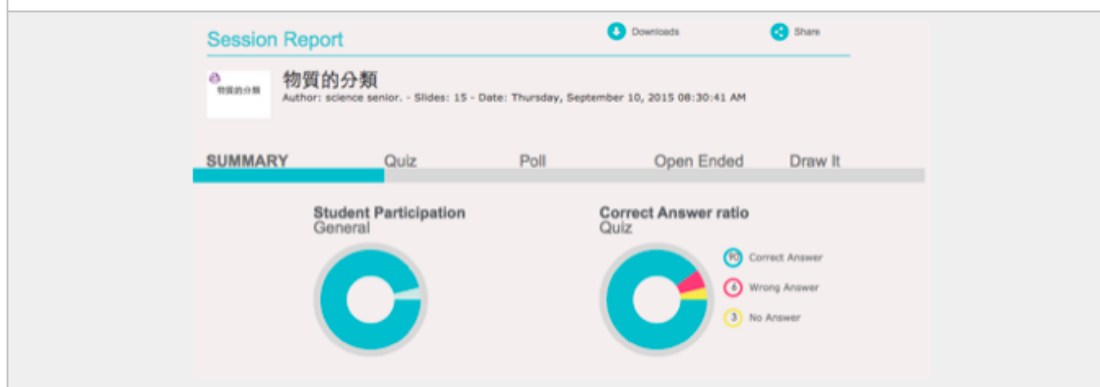 Session Report
Downloads
Share
物質的分類
物質的分類
Author: science senior. - Slides: 15 - Date: Thursday, September 10, 2015 08:30:41 AM
SUMMARY Quiz Poll Open Ended Draw It
Student Participation
General
Correct Answer ratio
Quiz
90 Correct Answer
6 Wrong Answer
3 No Answer